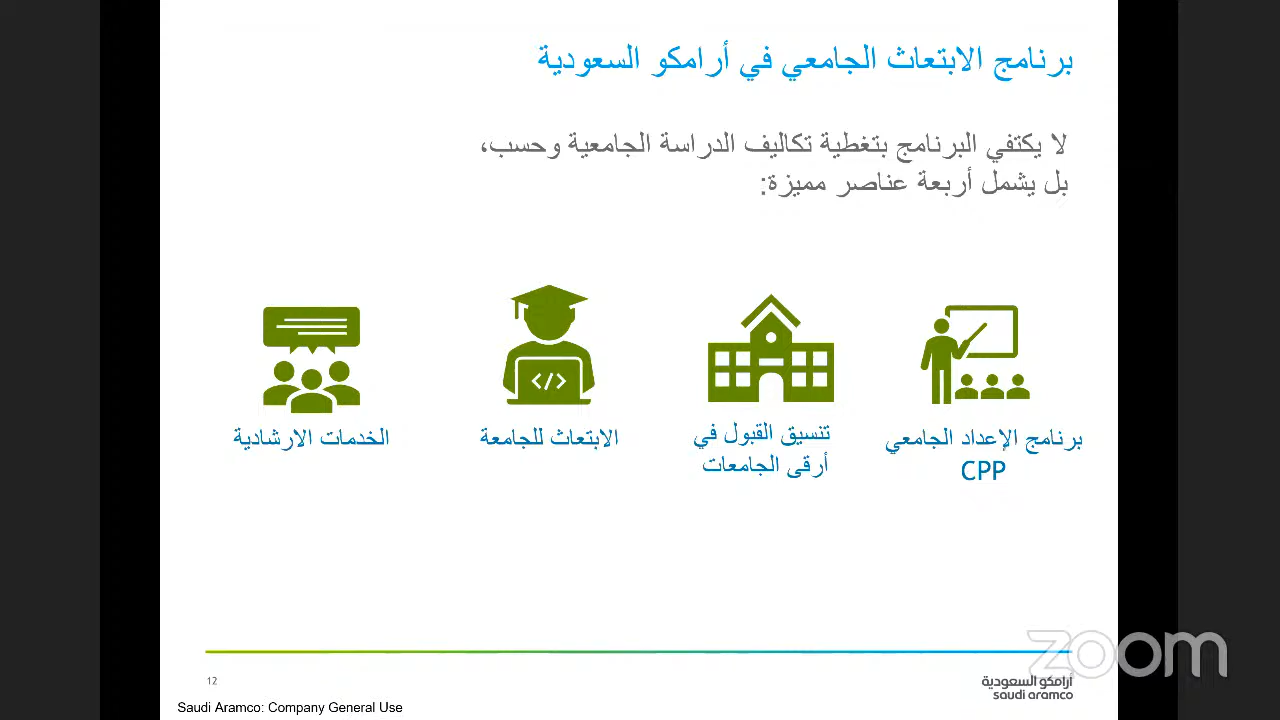 برنامج الابتعاث الجامعي في أرامكو السعودية
لا يكتفي البرنامج بتغطية تكاليف الدراسة الجامعية وحسب،
بل يشمل أربعة عناصر مميزة:
برنامج الإعداد الجامعي
CPP
تنسيق القبول في
أرقى الجامعات
</>
الابتعاث للجامعة
الخدمات الارشادية
12
أرامكو السعودية
saudi aramco
zoom
Saudi Aramco: Company General Use